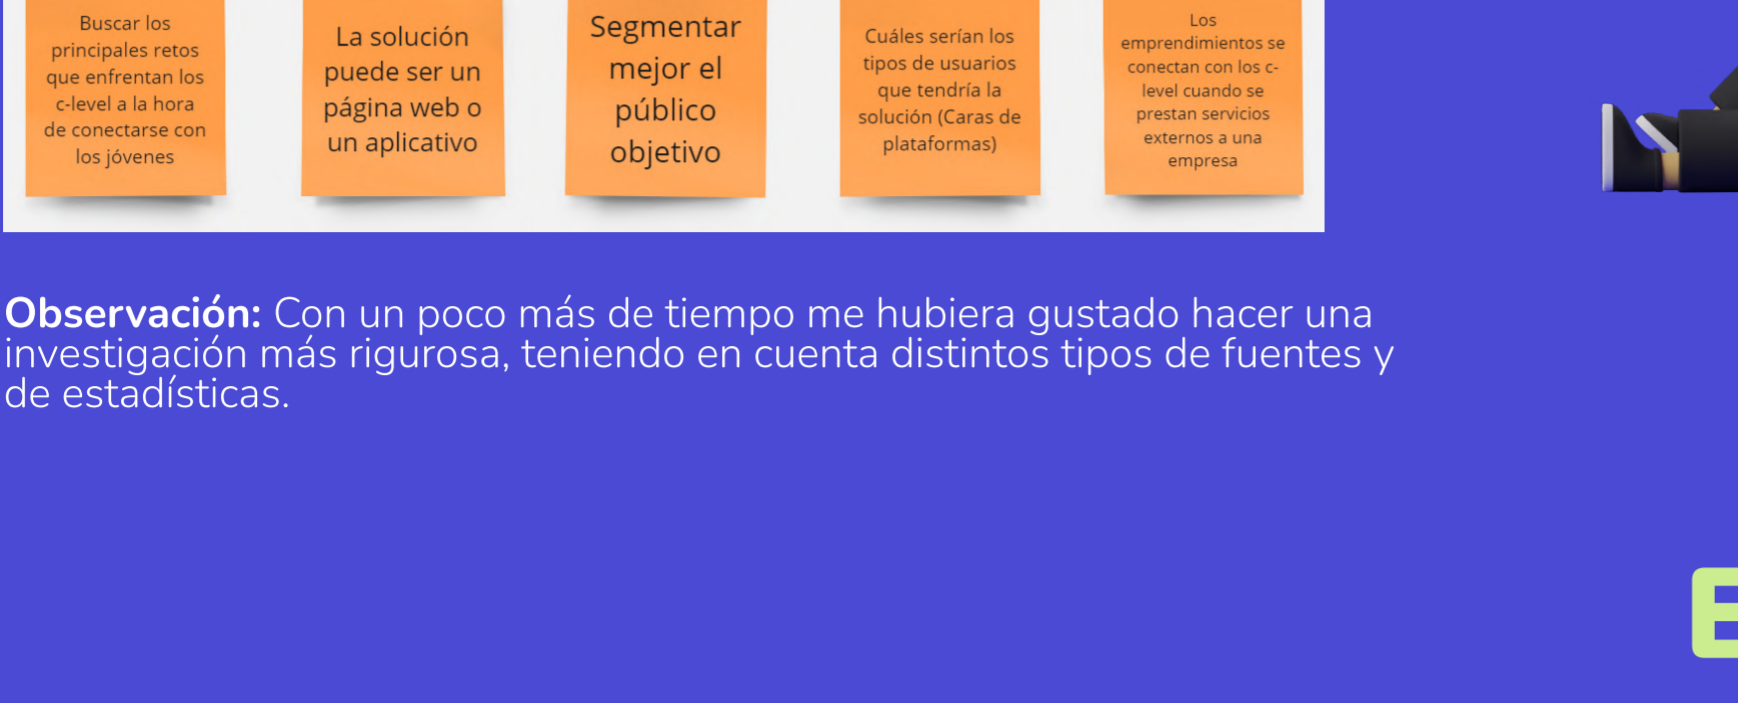 Buscar los
principales retos
que enfrentan los
c-level a la hora
de conectarse con
los jóvenes
La solución
puede ser un
página web o
un aplicativo
Segmentar
mejor el
público
objetivo
Cuáles serían los
tipos de usuarios
que tendría la
solución (Caras de
plataformas)
Los
emprendimientos se
conectan con los c-
level cuando se
prestan servicios
externos a una
empresa
Observación: Con un poco más de tiempo me hubiera gustado hacer una
investigación más rigurosa, teniendo en cuenta distintos tipos de fuentes y
de estadísticas.
E